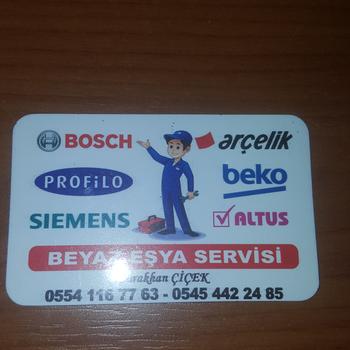 BOSCH
arçelik
PROFiLO
beko
SIEMENS
ALTUS
BEYAZ EŞYA SERVİSİ
ÇİÇEK
0554 116 77 63 - 0545 442 24 85